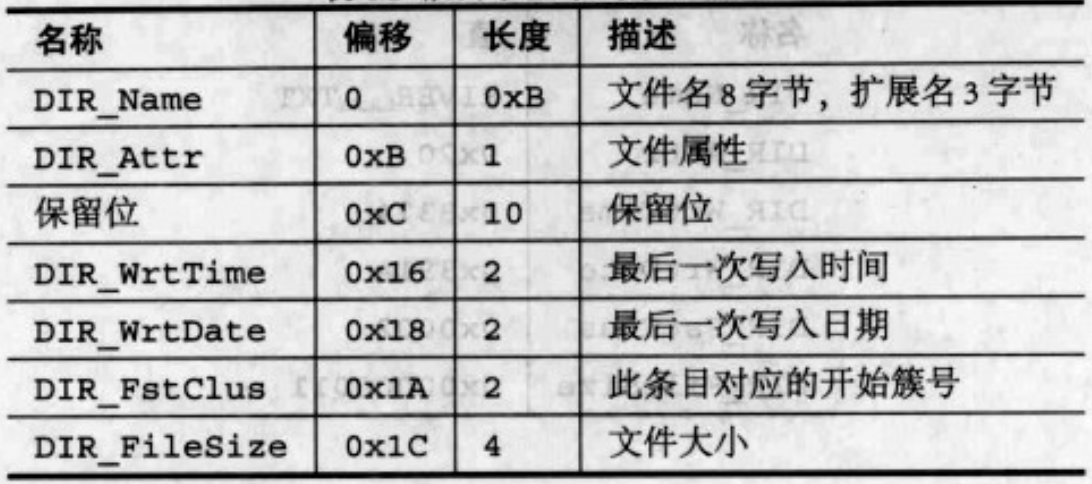 名称 偏移 长度 描述
DIR_Name 0 0xB 文件名8字节，扩展名3字节
DIR_Attr 0xB 1 文件属性
保留位 0xC 10 保留位
DIR_WrtTime 0x16 2 最后一次写入时间
DIR_WrtDate 0x18 2 最后一次写入日期
DIR_FstClus 0x1A 2 此条目对应的开始簇号
DIR_FileSize 0x1C 4 文件大小